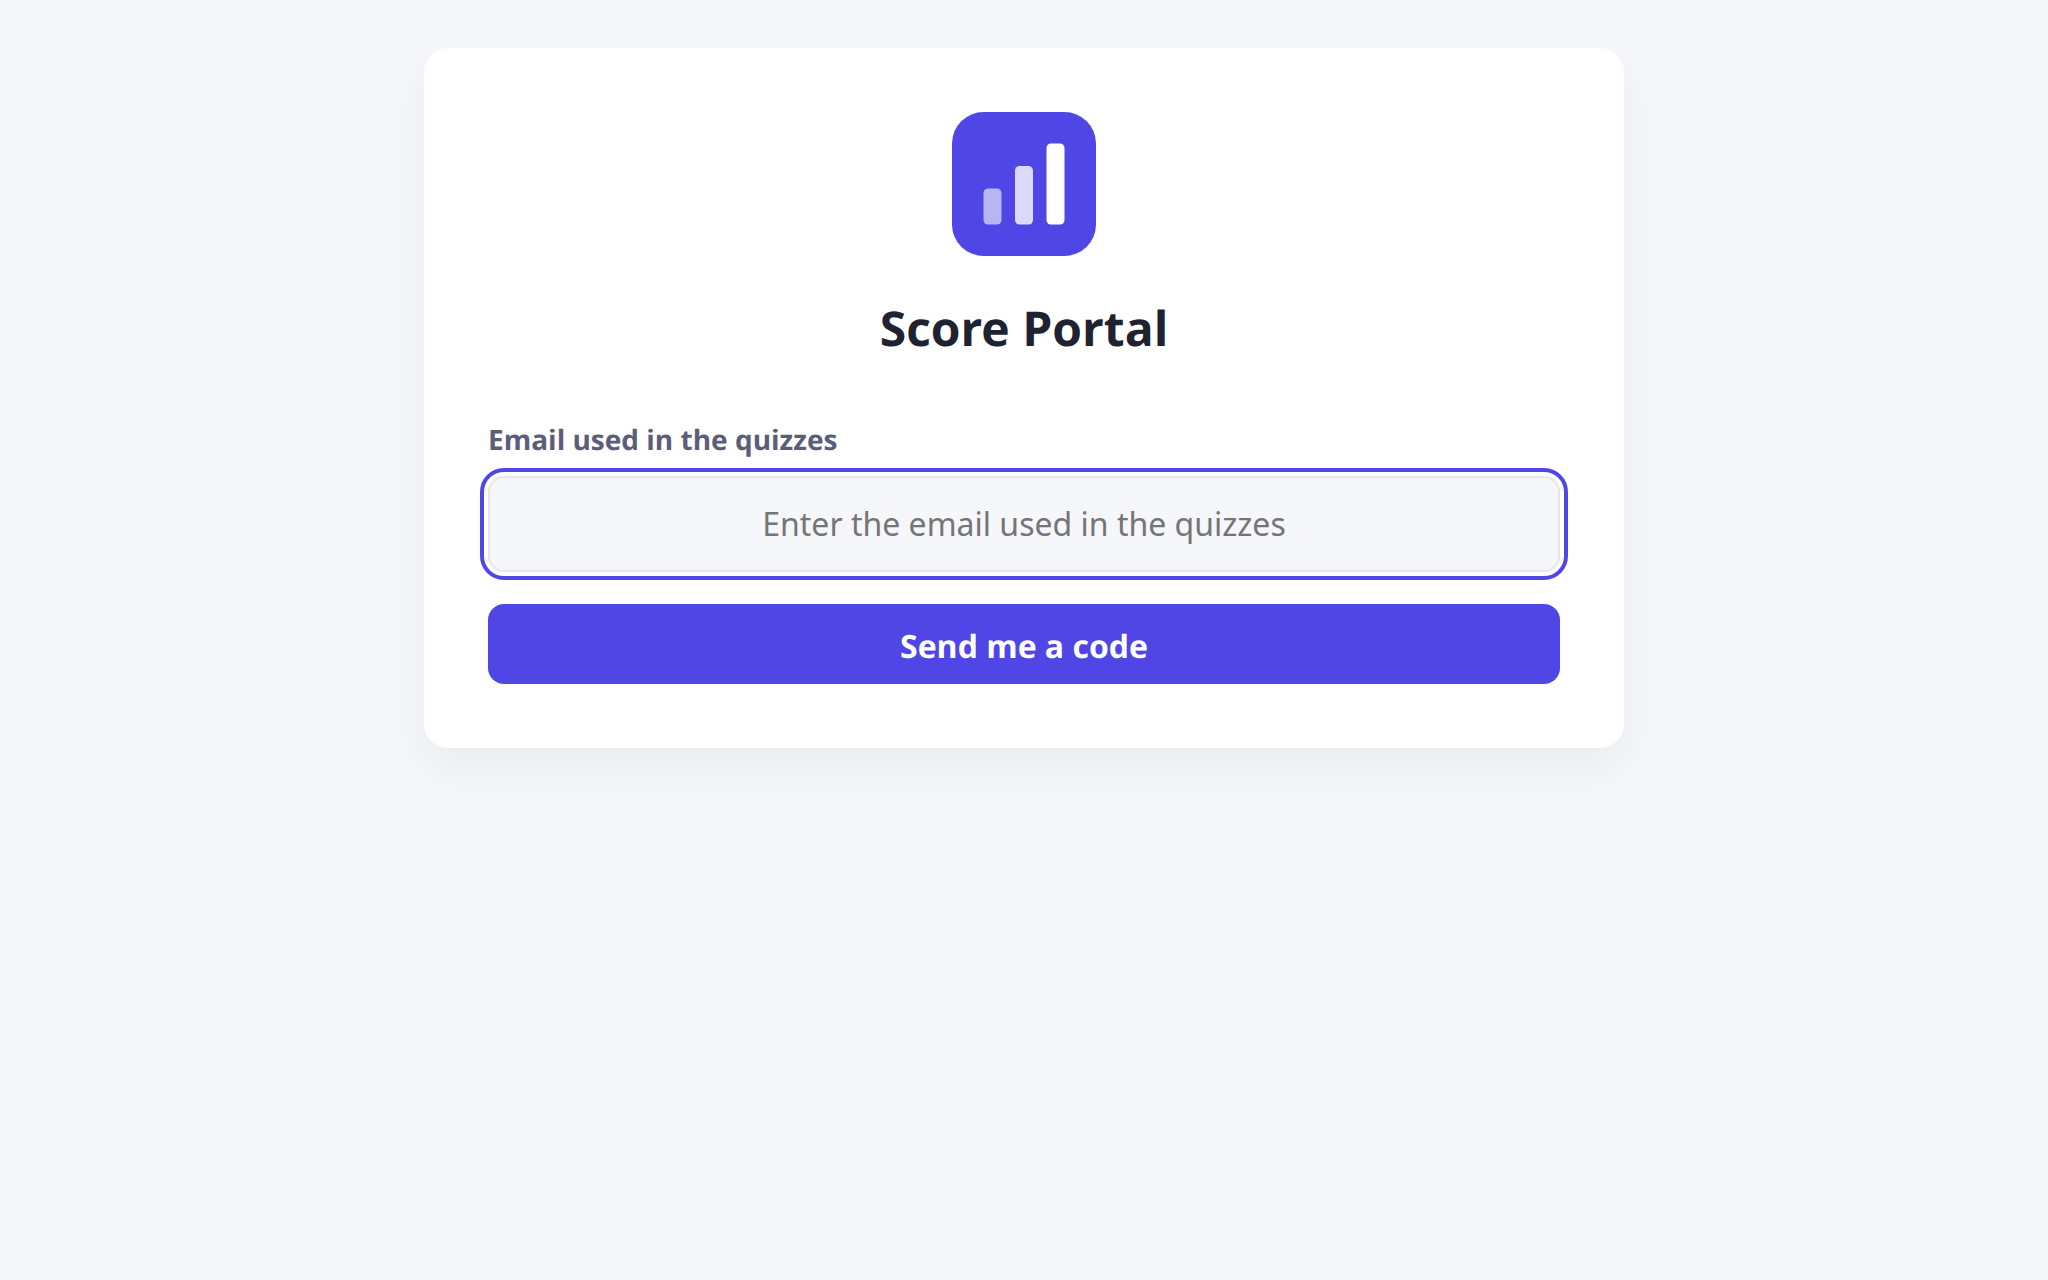 Score Portal
Email used in the quizzes
Enter the email used in the quizzes
Send me a code